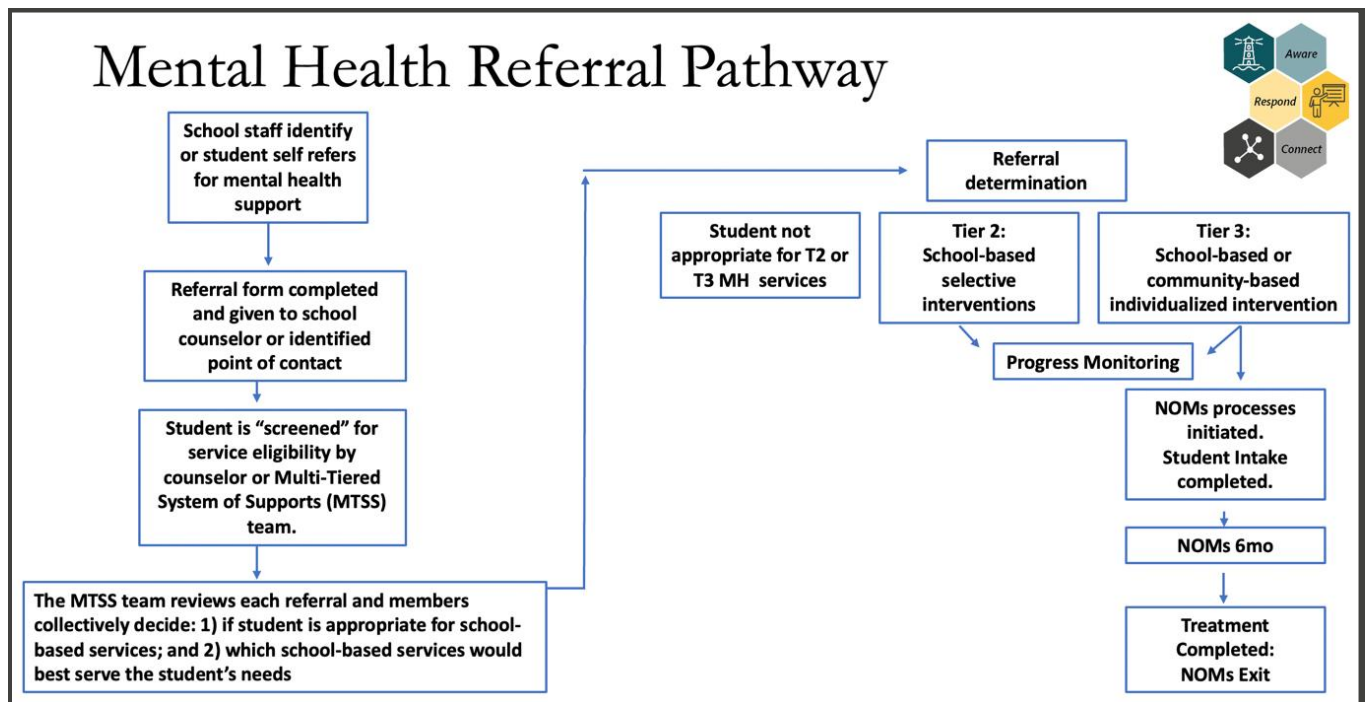 Mental Health Referral Pathway
Aware
Respond
Connect
School staff identify
or student self refers
for mental health
support
Referral form completed
and given to school
counselor or identified
point of contact
Student is “screened” for
service eligibility by
counselor or Multi-Tiered
System of Supports (MTSS)
team.
The MTSS team reviews each referral and members
collectively decide: 1) if student is appropriate for school-
based services; and 2) which school-based services would
best serve the student’s needs
Referral
determination
Student not
appropriate for T2 or
T3 MH services
Tier 2:
School-based
selective
interventions
Tier 3:
School-based or
community-based
individualized intervention
Progress Monitoring
NOMs processes
initiated.
Student Intake
completed.
NOMs 6mo
Treatment
Completed:
NOMs Exit